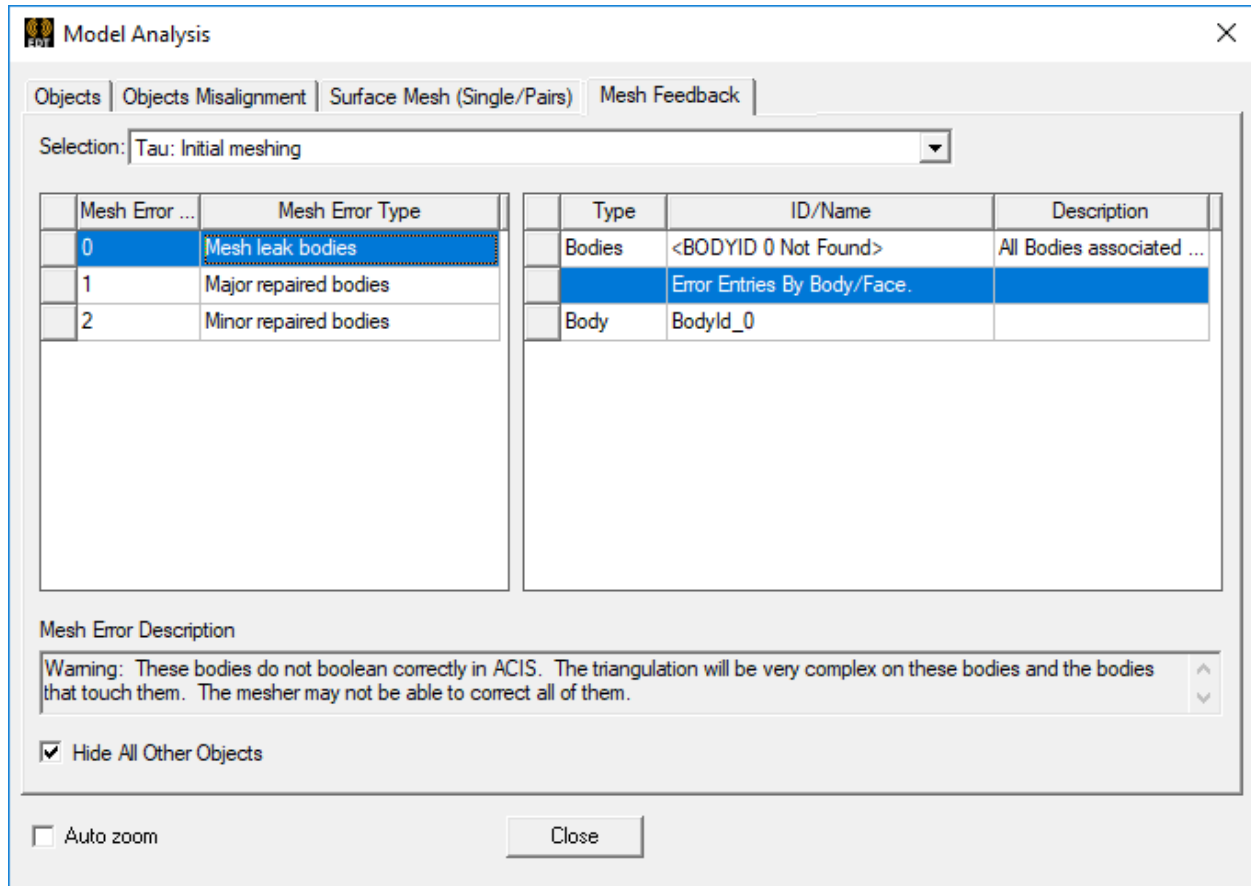 EDT Model Analysis
Objects Objects Misalignment Surface Mesh (Single/Pairs) Mesh Feedback
Selection: Tau: Initial meshing
Mesh Error ... Mesh Error Type
0 Mesh leak bodies
1 Major repaired bodies
2 Minor repaired bodies
Type ID/Name Description
Bodies <BODYID 0 Not Found> All Bodies associated ...
Error Entries By Body/Face.
Body BodyId_0
Mesh Error Description
Warning: These bodies do not boolean correctly in ACIS. The triangulation will be very complex on these bodies and the bodies
that touch them. The mesher may not be able to correct all of them.
Hide All Other Objects
Auto zoom
Close